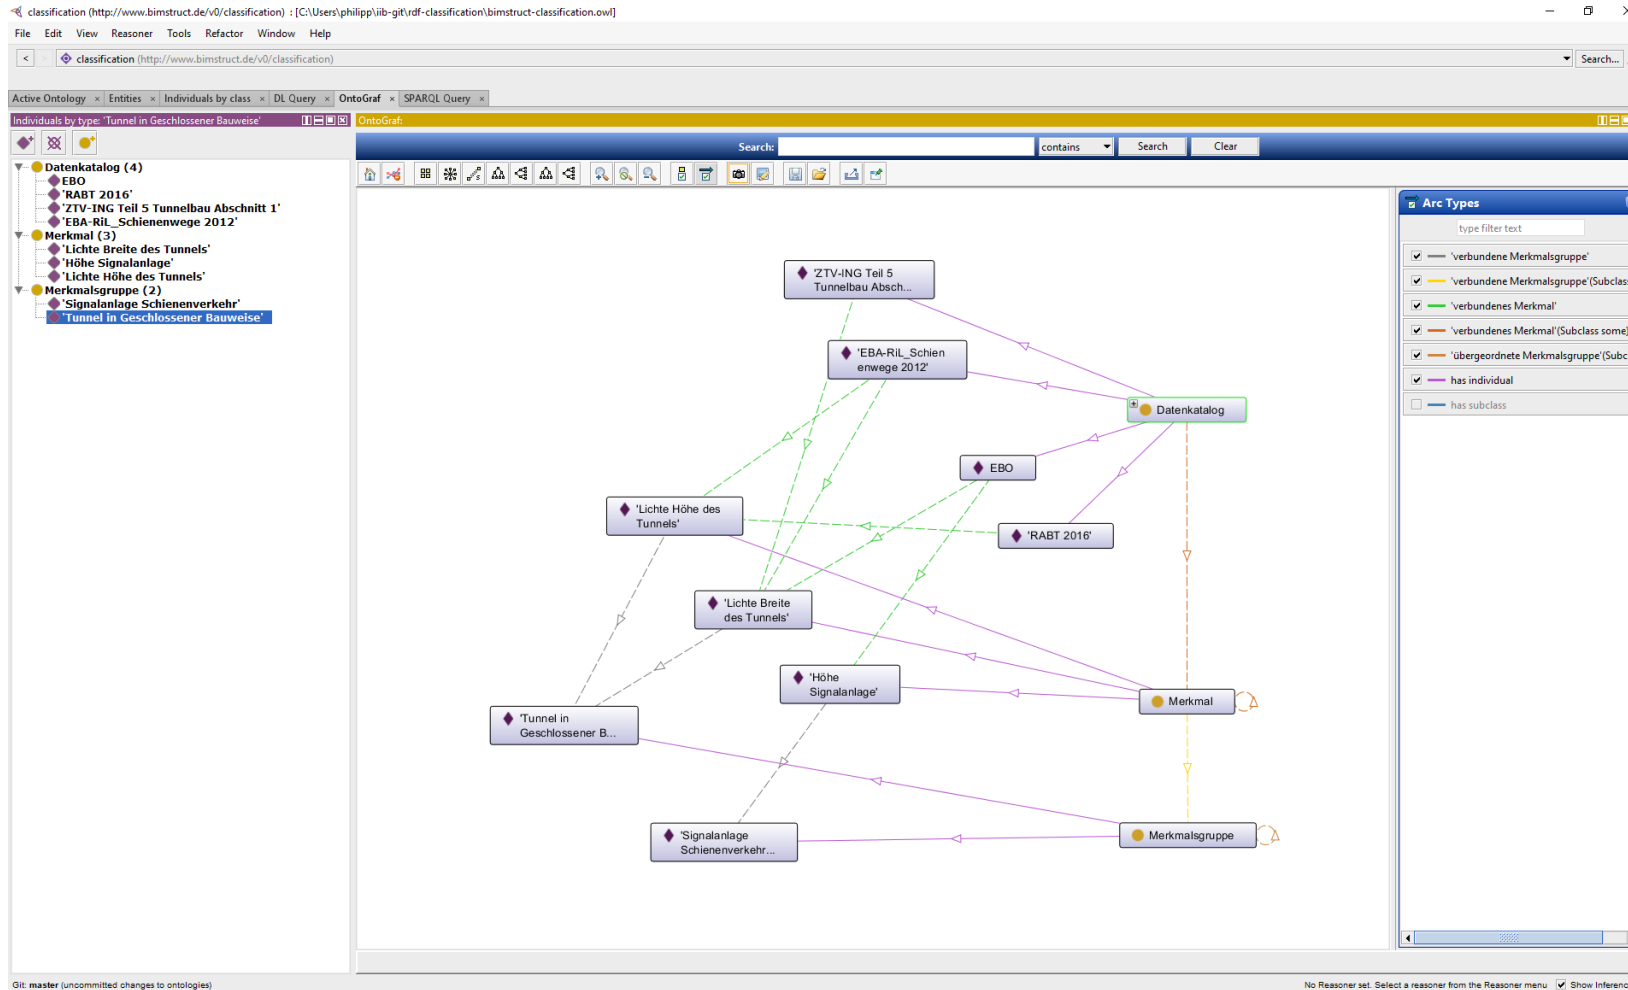 classification (http://www.bimstruct.de/v0/classification) : [C:\Users\philipp\iib-git\rdf-classification\bimstruct-classification.owl]
File Edit View Reasoner Tools Refactor Window Help
< > classification (http://www.bimstruct.de/v0/classification) Search...
Active Ontology × Entities × Individuals by class × DL Query × OntoGraf × SPARQL Query ×
Individuals by type: 'Tunnel in Geschlossener Bauweise'
Datenkatalog (4)
EBO
'RABT 2016'
'ZTV-ING Teil 5 Tunnelbau Abschnitt 1'
'EBA-RiL_Schienenwege 2012'
Merkmal (3)
'Lichte Breite des Tunnels'
'Höhe Signalanlage'
'Lichte Höhe des Tunnels'
Merkmalsgruppe (2)
'Signalanlage Schienenverkehr'
'Tunnel in Geschlossener Bauweise'
OntoGraf:
Search: contains Search Clear
'ZTV-ING Teil 5
Tunnelbau Absch...
'EBA-RiL_Schien
enwege 2012'
Datenkatalog
EBO
'Lichte Höhe des
Tunnels'
'RABT 2016'
'Lichte Breite
des Tunnels'
'Höhe
Signalanlage'
Merkmal
'Tunnel in
Geschlossener B...
'Signalanlage
Schienenverkehr...
Merkmalsgruppe
Arc Types
type filter text
'verbundene Merkmalsgruppe'
'verbundene Merkmalsgruppe'(Subclass
'verbundenes Merkmal'
'verbundenes Merkmal'(Subclass some)
'übergeordnete Merkmalsgruppe'(Subc
has individual
has subclass
Git: master (uncommitted changes to ontologies)
No Reasoner set. Select a reasoner from the Reasoner menu Show Inferenc